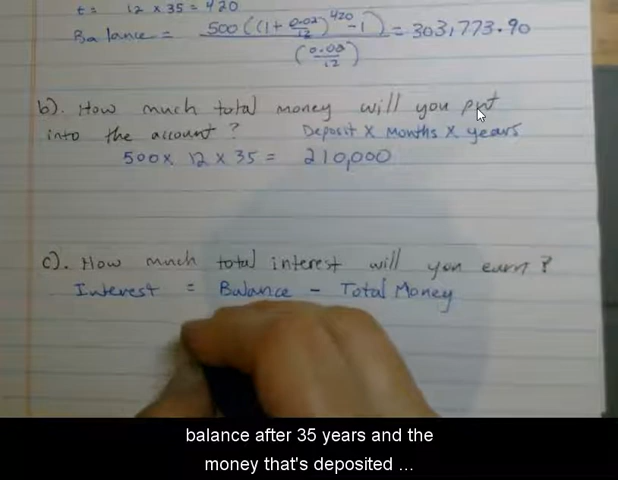 t = 12 x 35 = 420
Balance = 500((1 + 0.02/12)^420 - 1) / (0.02/12) = 303,773.90
b). How much total money will you put
into the account? Deposit x Months x years
500 x 12 x 35 = 210,000
c). How much total interest will you earn?
Interest = Balance - Total Money
balance after 35 years and the
money that's deposited ...